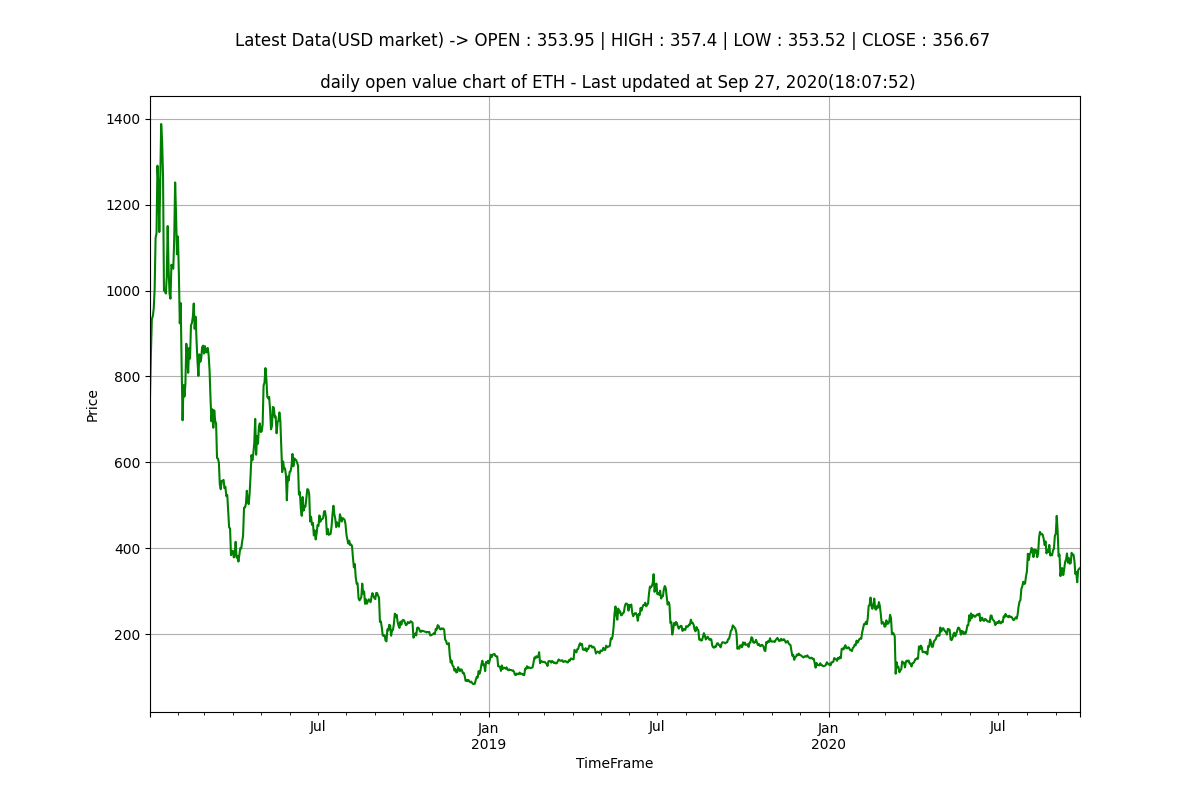 Latest Data(USD market) -> OPEN : 353.95 | HIGH : 357.4 | LOW : 353.52 | CLOSE : 356.67
daily open value chart of ETH - Last updated at Sep 27, 2020(18:07:52)
1400
1200
1000
800
600
400
200
Price
Jul
Jan
2019
Jul
Jan
2020
Jul
TimeFrame